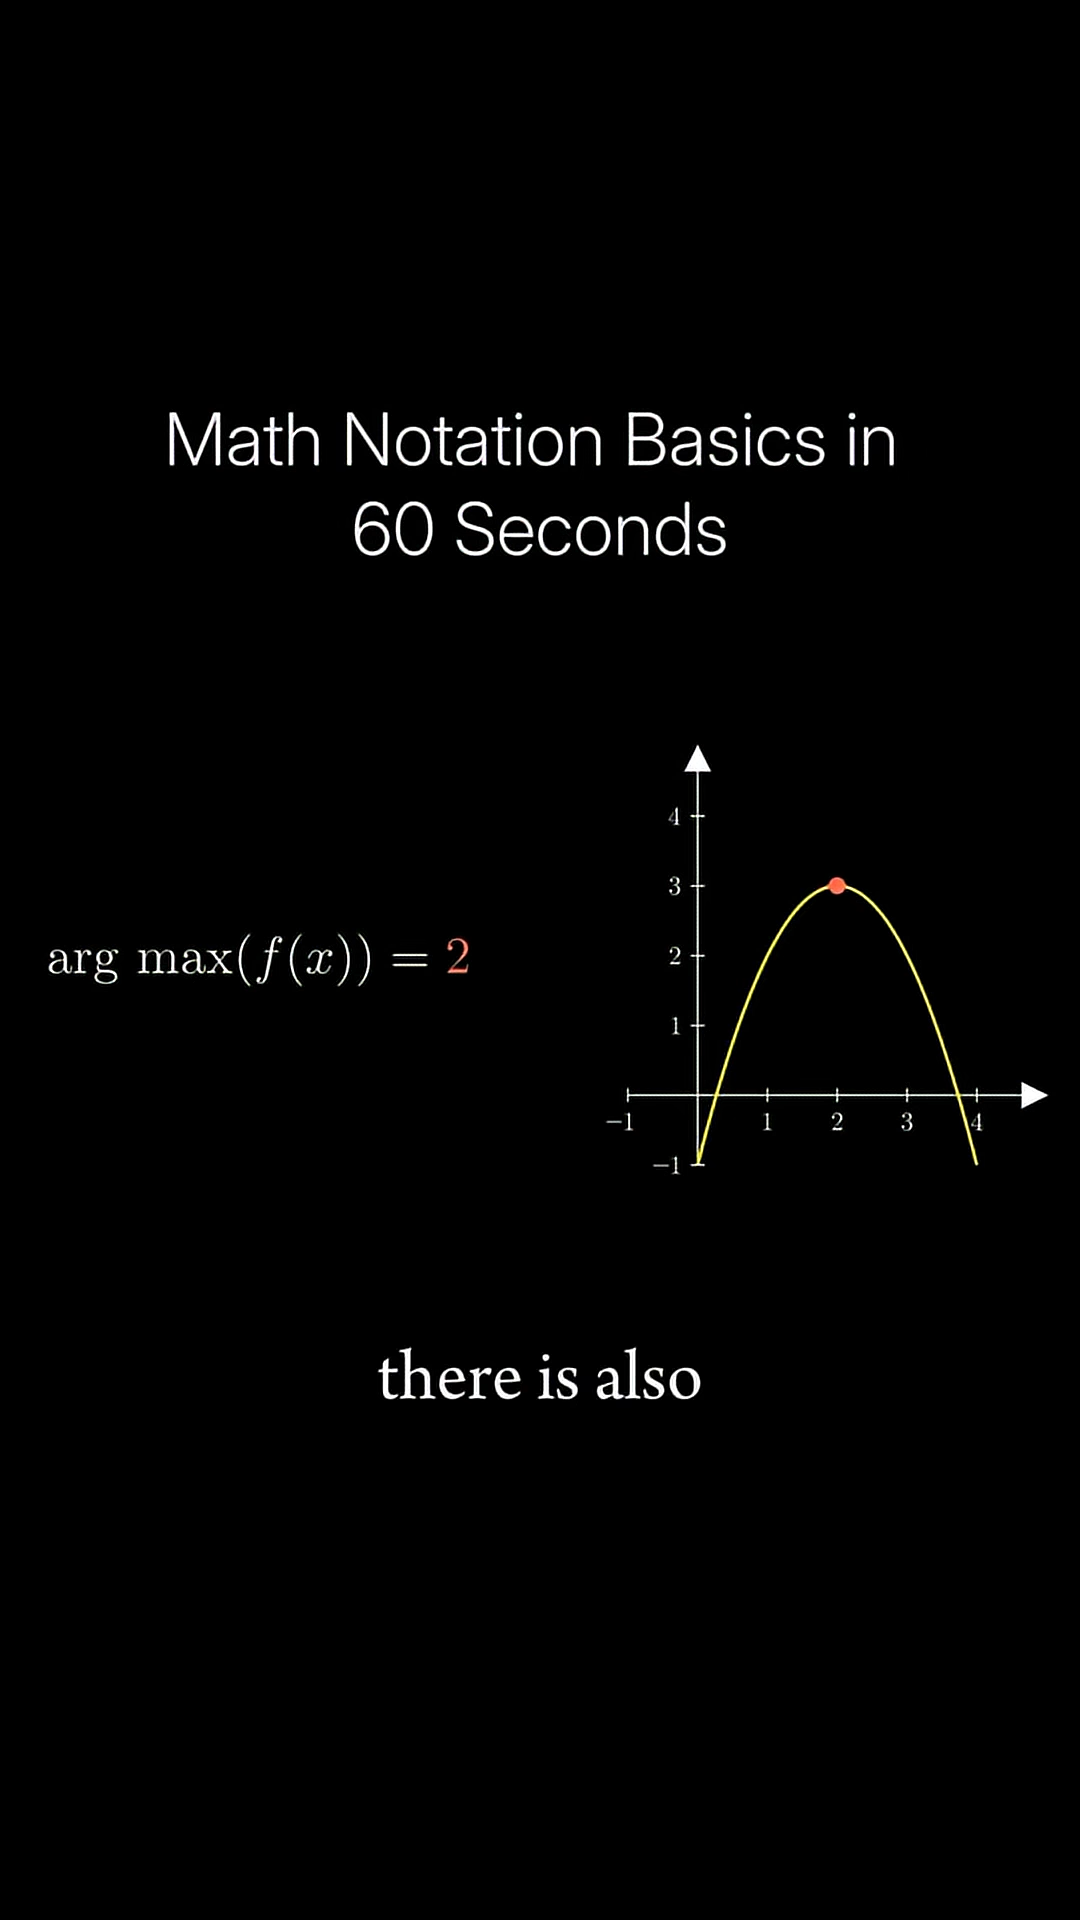 Math Notation Basics in
60 Seconds
4
3
arg max(f(x)) = 2
2
1
−1
1
2
3
4
−1
there is also